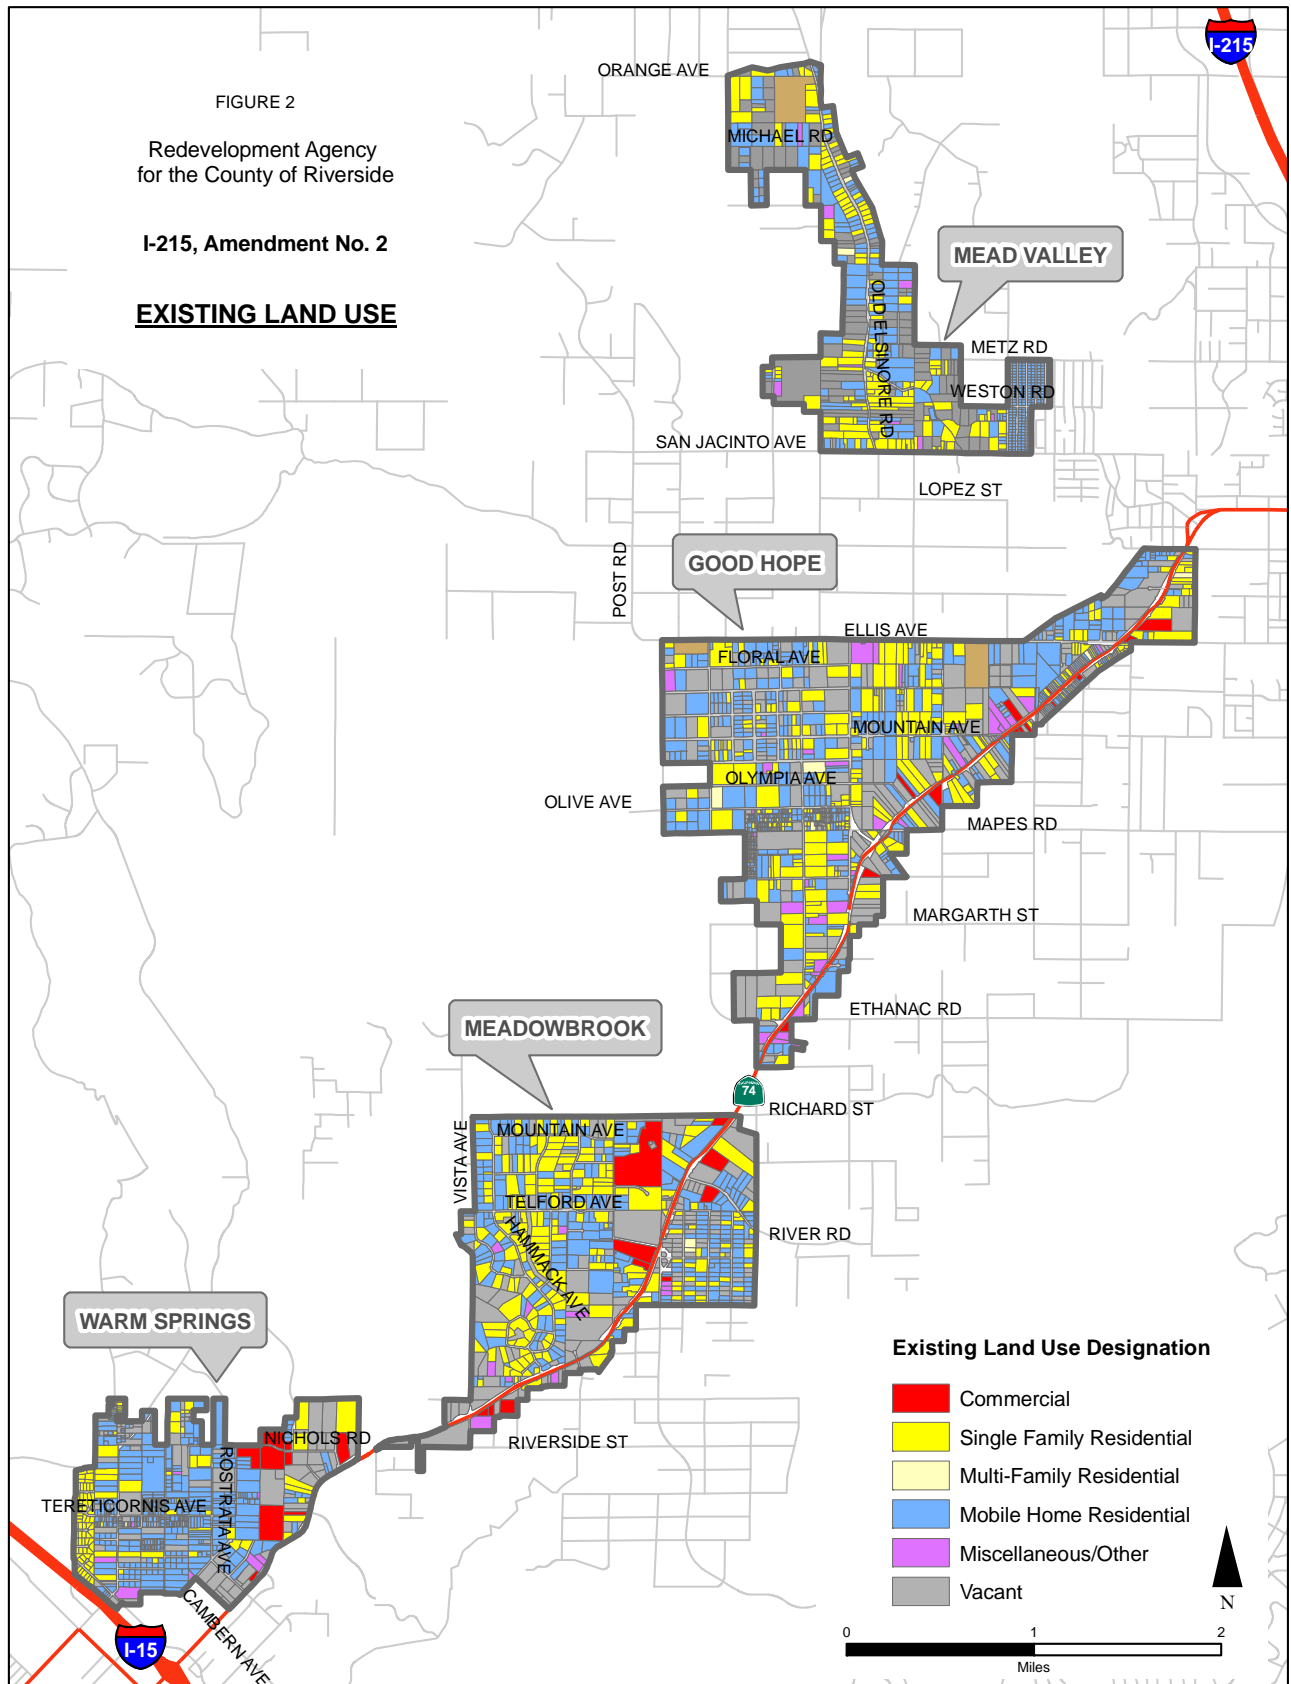 FIGURE 2
Redevelopment Agency
for the County of Riverside
I-215, Amendment No. 2
EXISTING LAND USE
I-215
ORANGE AVE
MICHAEL RD
MEAD VALLEY
OLD ELSINORE RD
METZ RD
WESTON RD
SAN JACINTO AVE
LOPEZ ST
POST RD
GOOD HOPE
ELLIS AVE
FLORAL AVE
MOUNTAIN AVE
OLYMPIA AVE
OLIVE AVE
MAPES RD
MARGARTH ST
ETHANAC RD
MEADOWBROOK
74
RICHARD ST
VISTA AVE
MOUNTAIN AVE
TELFORD AVE
HAMMACK AVE
RIVER RD
WARM SPRINGS
NICHOLS RD
RIVERSIDE ST
ROSTRATA AVE
TERETICORNIS AVE
CAMBERN AVE
I-15
Existing Land Use Designation
Commercial
Single Family Residential
Multi-Family Residential
Mobile Home Residential
Miscellaneous/Other
Vacant
N
0 1 2
Miles